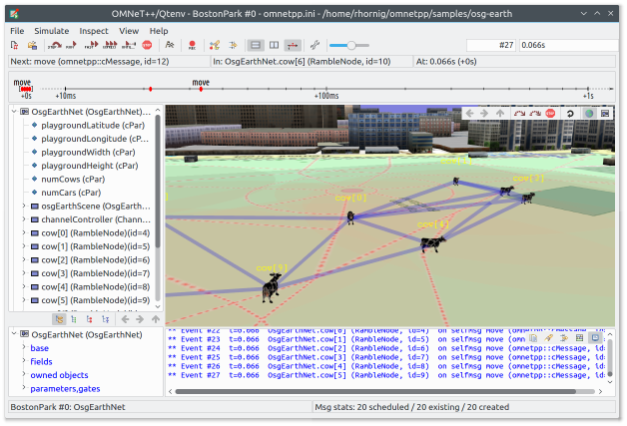 OMNeT++/Qtenv - BostonPark #0 - omnetpp.ini - /home/rhornig/omnetpp/samples/osg-earth
File Simulate Inspect View Help
#27 0.066s
Next: move (omnetpp::cMessage, id=12) In: OsgEarthNet.cow[6] (RambleNode, id=10) At: 0.066s (+0s)
move move
+0s +10ms +100ms +1s
OsgEarthNet (OsgEarthNet)...
playgroundLatitude (cPar)
playgroundLongitude (cP...
playgroundWidth (cPar)
playgroundHeight (cPar)
numCows (cPar)
numCars (cPar)
osgEarthScene (OsgEarth...
channelController (Chann...
cow[0] (RambleNode)(id=4)
cow[1] (RambleNode)(id=5)
cow[2] (RambleNode)(id=6)
cow[3] (RambleNode)(id=7)
cow[4] (RambleNode)(id=8)
cow[5] (RambleNode)(id=9)
cow[0]
OsgEarthNet (OsgEarthNet)...
base
fields
owned objects
parameters,gates
** Event #22 t=0.066 OsgEarthNet.cow[0] (RambleNode, id=4) on selfmsg move (omnetpp::cMessage, id=
** Event #23 t=0.066 OsgEarthNet.cow[1] (RambleNode, id=5) on selfmsg move
** Event #24 t=0.066 OsgEarthNet.cow[2] (RambleNode, id=6) on selfmsg move (omnetpp::cMessage, id=
** Event #25 t=0.066 OsgEarthNet.cow[3] (RambleNode, id=7) on selfmsg move (omnetpp::cMessage, id=
** Event #26 t=0.066 OsgEarthNet.cow[4] (RambleNode, id=8) on selfmsg move (omnetpp::cMessage, id=
** Event #27 t=0.066 OsgEarthNet.cow[5] (RambleNode, id=9) on selfmsg move (omnetpp::cMessage, id=
BostonPark #0: OsgEarthNet Msg stats: 20 scheduled / 20 existing / 20 created